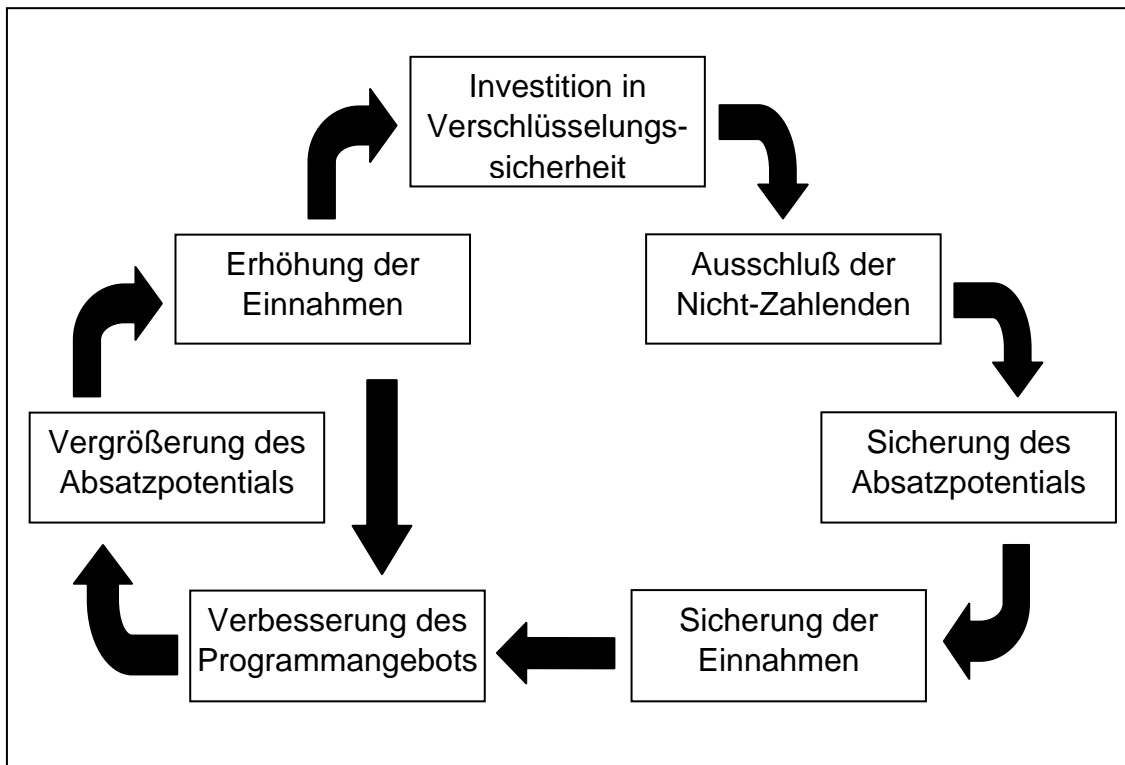 Investition in
Verschlüsselungs-
sicherheit
Erhöhung der
Einnahmen
Ausschluß der
Nicht-Zahlenden
Vergrößerung des
Absatzpotentials
Sicherung des
Absatzpotentials
Verbesserung des
Programmangebots
Sicherung der
Einnahmen